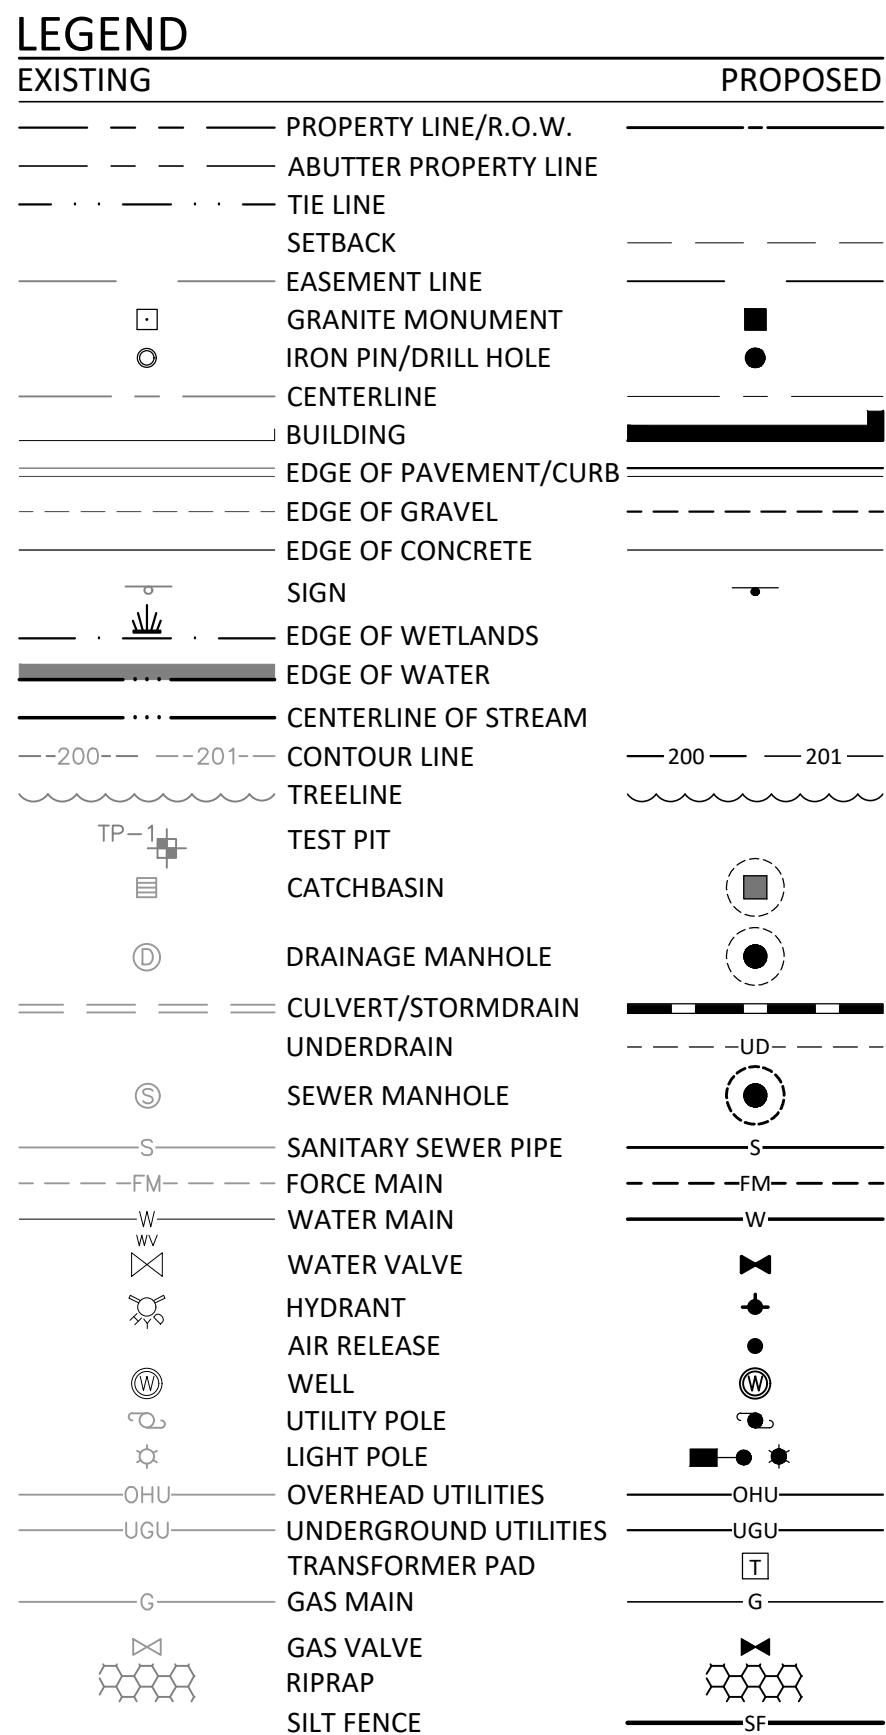 LEGEND
EXISTING PROPOSED
PROPERTY LINE/R.O.W.
ABUTTER PROPERTY LINE
TIE LINE
SETBACK
EASEMENT LINE
GRANITE MONUMENT
IRON PIN/DRILL HOLE
CENTERLINE
BUILDING
EDGE OF PAVEMENT/CURB
EDGE OF GRAVEL
EDGE OF CONCRETE
SIGN
EDGE OF WETLANDS
EDGE OF WATER
CENTERLINE OF STREAM
200 201 CONTOUR LINE 200 201
TREELINE
TP-1 TEST PIT
CATCHBASIN
D DRAINAGE MANHOLE
CULVERT/STORMDRAIN
UNDERDRAIN UD
S SEWER MANHOLE
S SANITARY SEWER PIPE S
FM FORCE MAIN FM
W WATER MAIN W
WV
WATER VALVE
HYD HYDRANT
AIR RELEASE
W WELL W
UTILITY POLE
LIGHT POLE
OHU OVERHEAD UTILITIES OHU
UGU UNDERGROUND UTILITIES UGU
TRANSFORMER PAD T
G GAS MAIN G
GAS VALVE
RIPRAP
SILT FENCE SF